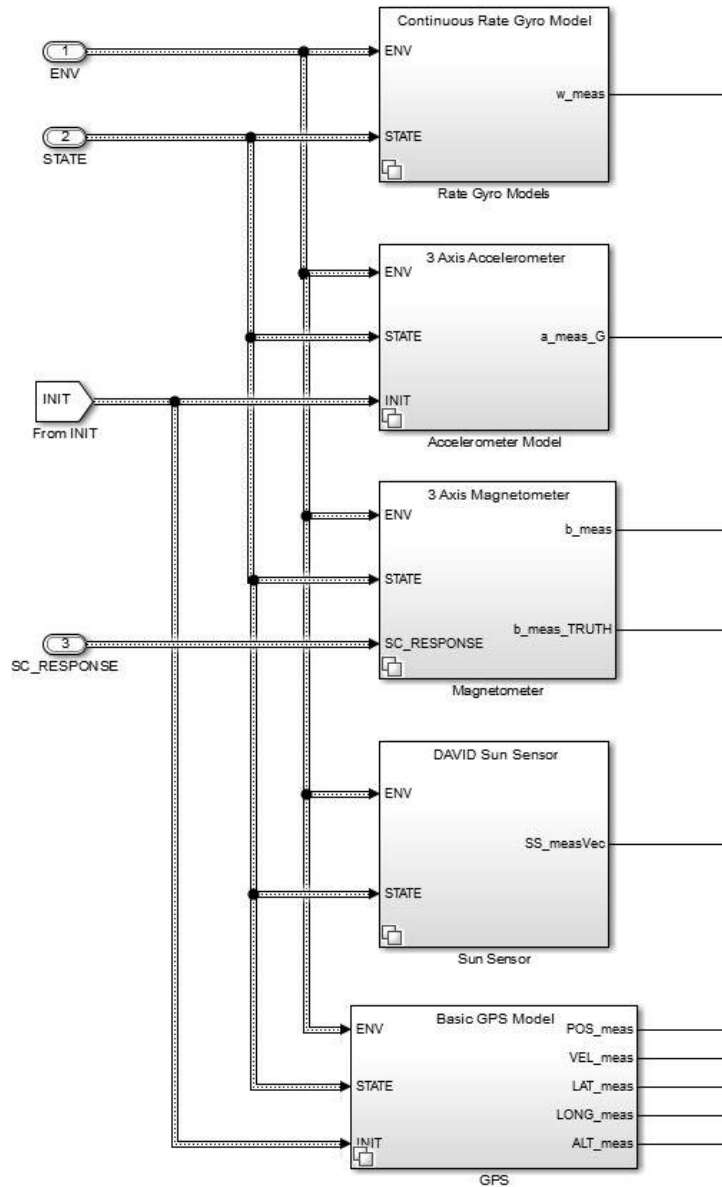 1
ENV
2
STATE
INIT
From INIT
3
SC_RESPONSE
Continuous Rate Gyro Model
ENV
w_meas
STATE
Rate Gyro Models
3 Axis Accelerometer
ENV
STATE
a_meas_G
INIT
Accelerometer Model
3 Axis Magnetometer
ENV
b_meas
STATE
b_meas_TRUTH
SC_RESPONSE
Magnetometer
DAVID Sun Sensor
ENV
SS_measVec
STATE
Sun Sensor
Basic GPS Model
ENV
POS_meas
VEL_meas
STATE
LAT_meas
LONG_meas
INIT
ALT_meas
GPS